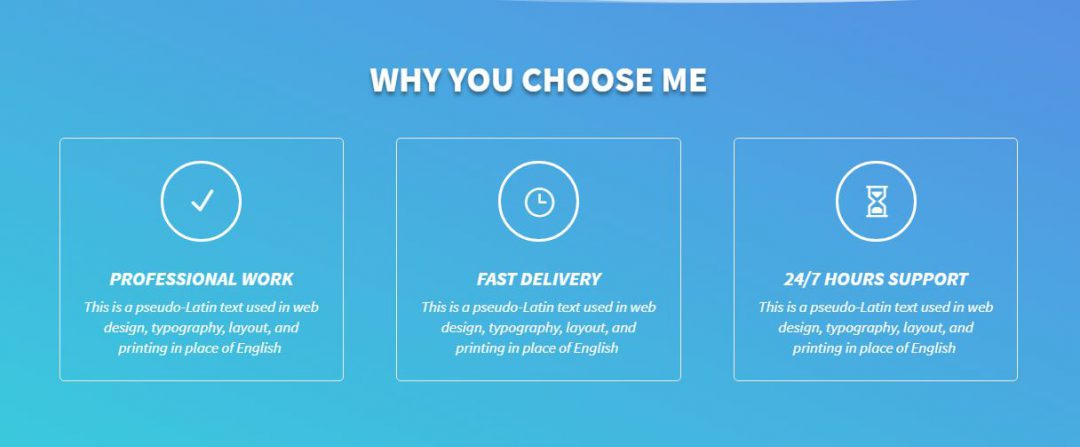 WHY YOU CHOOSE ME
PROFESSIONAL WORK
This is a pseudo-Latin text used in web
design, typography, layout, and
printing in place of English
FAST DELIVERY
This is a pseudo-Latin text used in web
design, typography, layout, and
printing in place of English
24/7 HOURS SUPPORT
This is a pseudo-Latin text used in web
design, typography, layout, and
printing in place of English